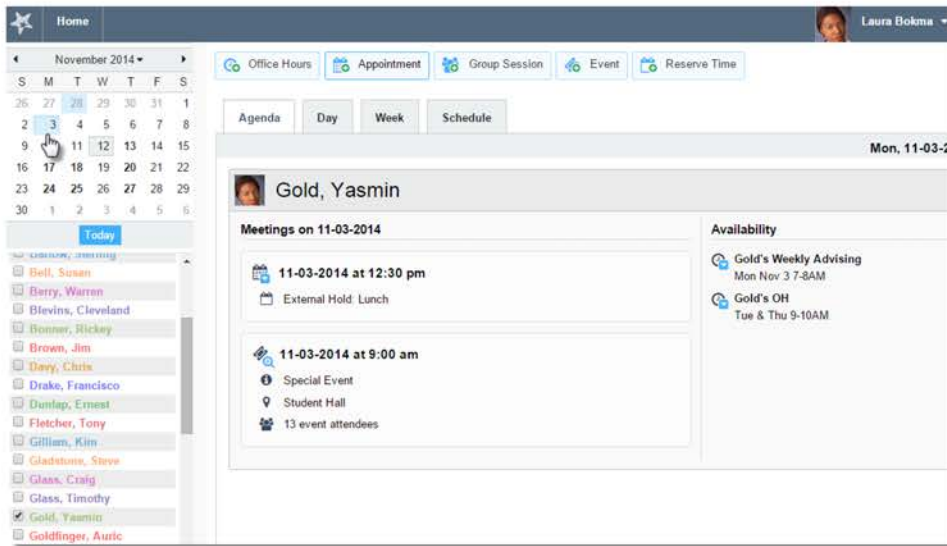 Home
Laura Bokma
November 2014
S M T W T F S
26 27 28 29 30 31 1
2 3 4 5 6 7 8
9 11 12 13 14 15
16 17 18 19 20 21 22
23 24 25 26 27 28 29
30 1 2 3 4 5 6
Today
Bell, Susan
Berry, Warren
Blevins, Cleveland
Bonner, Rickey
Brown, Jim
Davy, Chris
Drake, Francisco
Dunlap, Ernest
Fletcher, Tony
Gilliam, Kim
Gladstone, Steve
Glass, Craig
Glass, Timothy
Gold, Yasmin
Goldfinger, Auric
Office Hours
Appointment
Group Session
Event
Reserve Time
Agenda
Day
Week
Schedule
Mon, 11-03-2
Gold, Yasmin
Meetings on 11-03-2014
11-03-2014 at 12:30 pm
External Hold: Lunch
11-03-2014 at 9:00 am
Special Event
Student Hall
13 event attendees
Availability
Gold's Weekly Advising
Mon Nov 3 7-8AM
Gold's OH
Tue & Thu 9-10AM